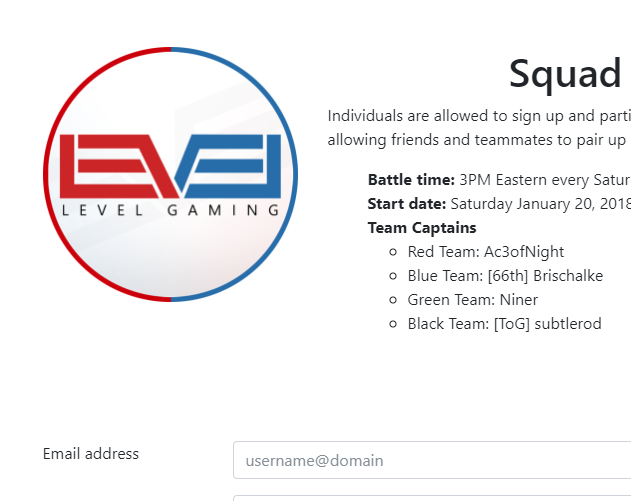 LEVEL
LEVEL GAMING
Squad
Individuals are allowed to sign up and parti
allowing friends and teammates to pair up
Battle time: 3PM Eastern every Satur
Start date: Saturday January 20, 2018
Team Captains
Red Team: Ac3ofNight
Blue Team: [66th] Brischalke
Green Team: Niner
Black Team: [ToG] subtlerod
Email address
username@domain